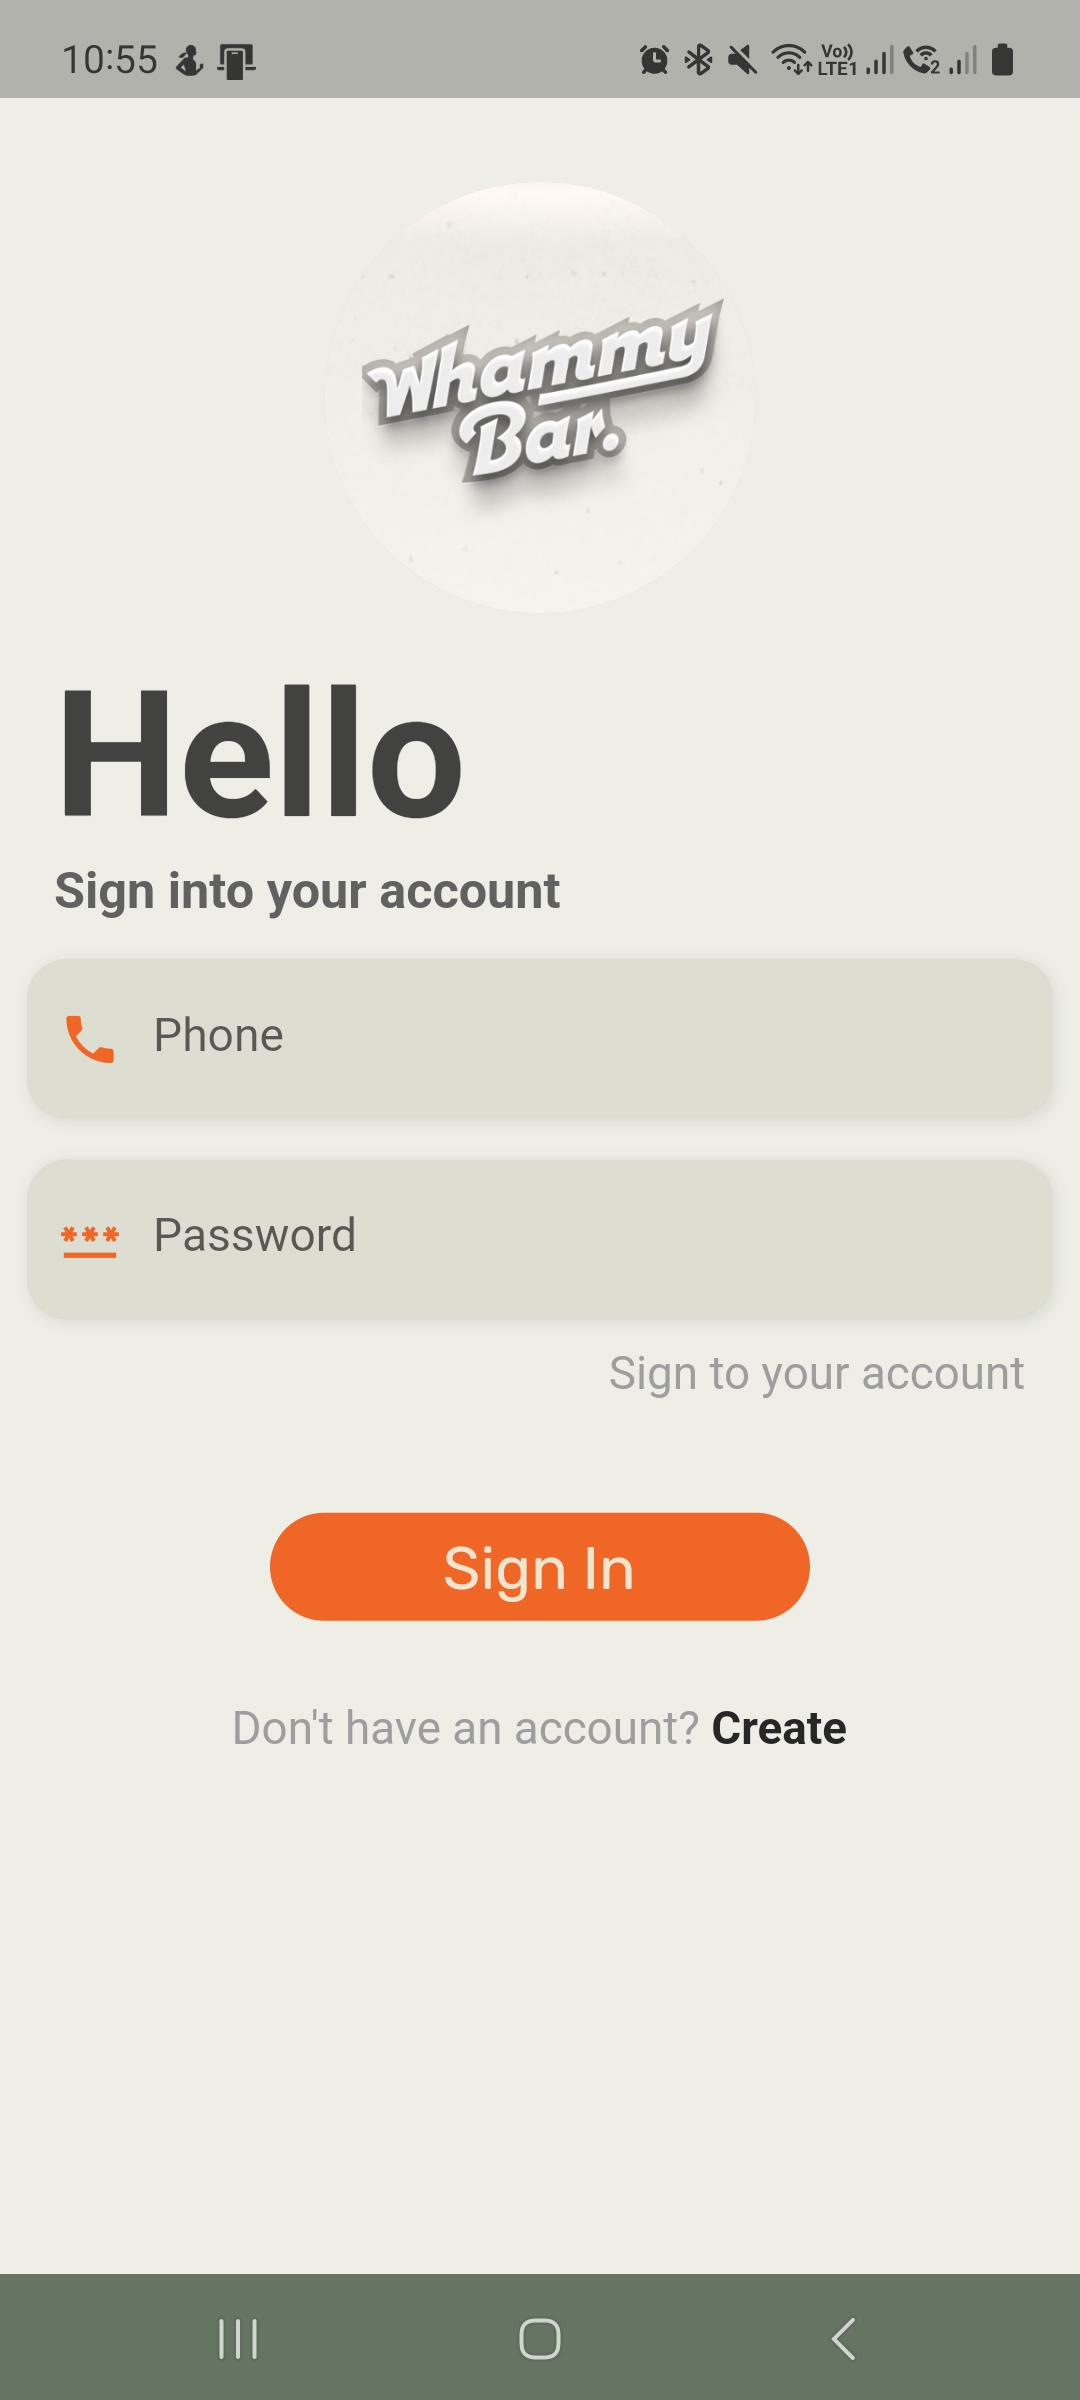 10:55
Vo))
LTE1
2
Whammy
Bar.
Hello
Sign into your account
Phone
***
Password
Sign to your account
Sign In
Don't have an account? Create